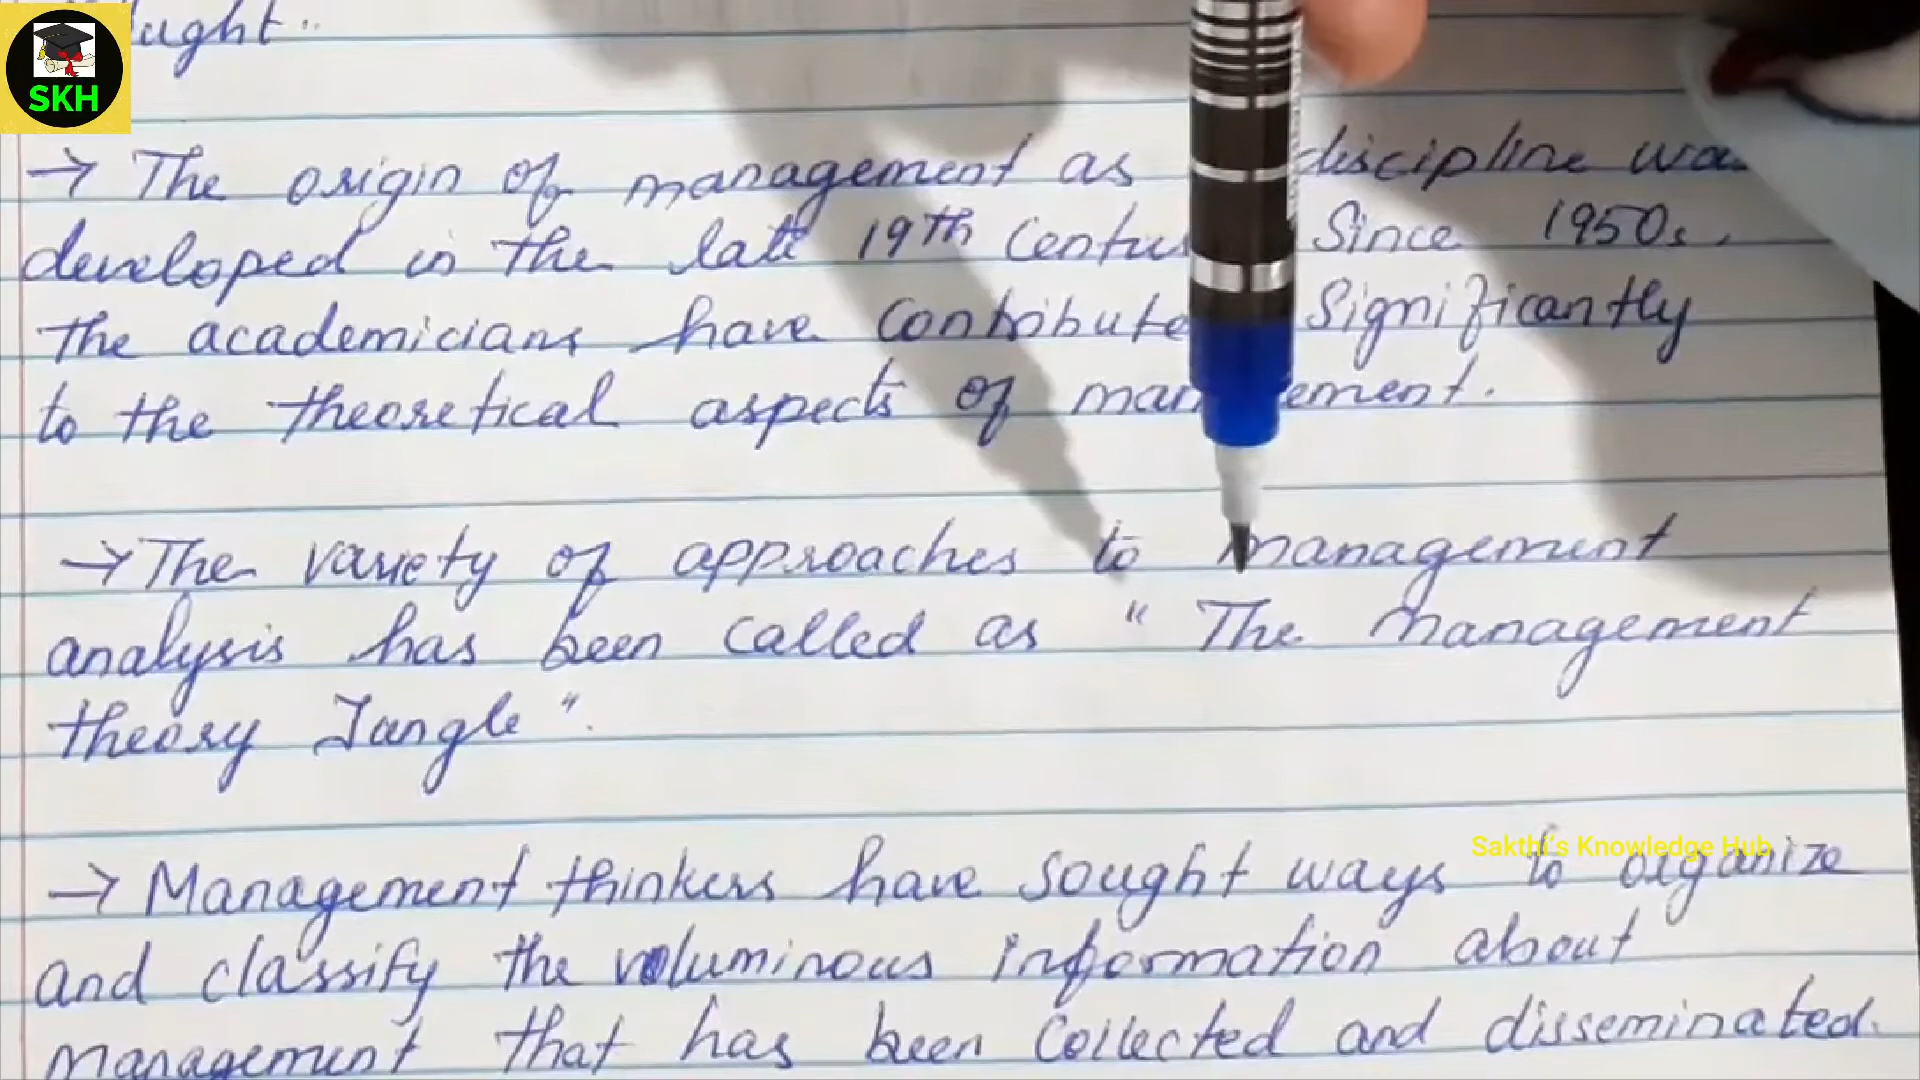 SKH
ught
→ The origin of management as discipline was
developed in the late 19th Centu Since 1950s,
the academicians have contribute Significantly
to the theoretical aspects of man ement.
→ The variety of approaches to management
analysis has been called as " The Management
theory Jangle ".
Sakthi's Knowledge Hub
→ Management thinkers have sought ways to organize
and classify the voluminous information about
management that has been Collected and disseminated.